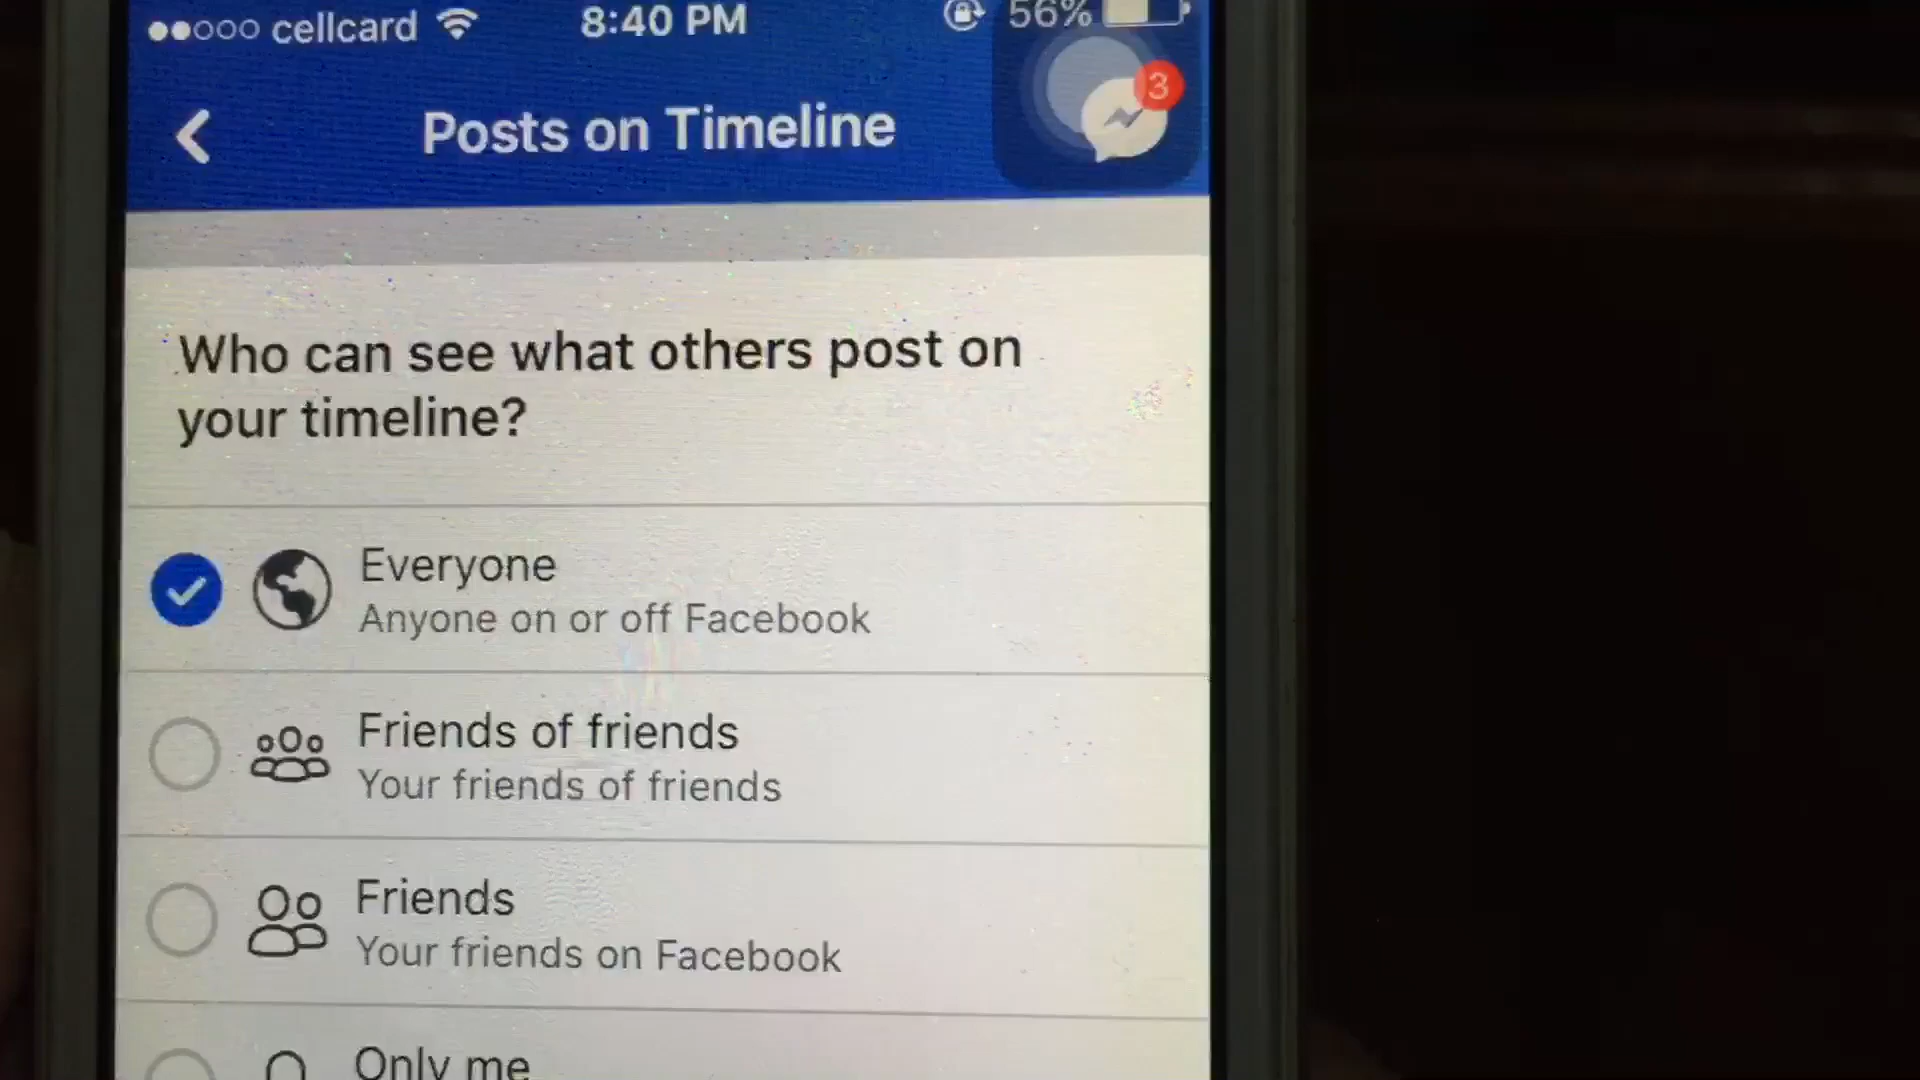 cellcard 8:40 PM 56%
3
Posts on Timeline
Who can see what others post on
your timeline?
Everyone
Anyone on or off Facebook
Friends of friends
Your friends of friends
Friends
Your friends on Facebook
Only me